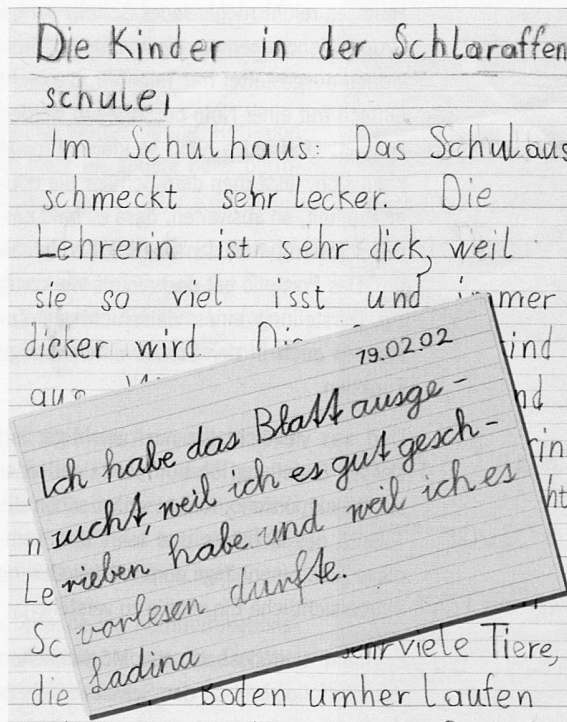 Die Kinder in der Schlaraffen
schule,
Im Schulhaus: Das Schulaus
schmeckt sehr lecker. Die
Lehrerin ist sehr dick, weil
sie so viel isst und immer
dicker wird. Die
sehr viele Tiere,
die Boden umher laufen
19.02.02
Ich habe das Blatt ausge-
sucht, weil ich es gut gesch-
rieben habe und weil ich es
vorlesen durfte.
Ladina